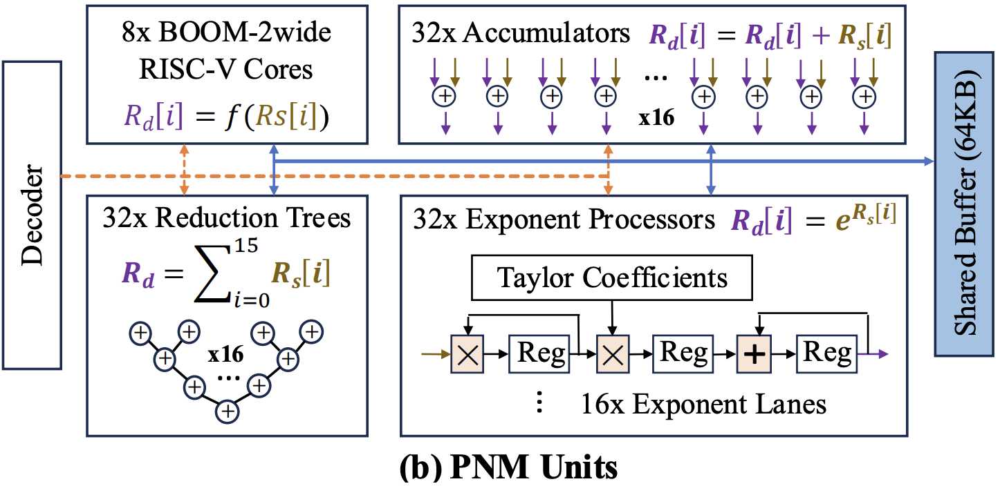 Decoder
8x BOOM-2wide
RISC-V Cores
R_d[i] = f(Rs[i])
32x Accumulators R_d[i] = R_d[i] + R_s[i]
+ + + + ... + + + +
x16
32x Reduction Trees
R_d = ∑_{i=0}^{15} R_s[i]
+ + + +
+ x16 +
+ ... +
+
32x Exponent Processors R_d[i] = e^{R_s[i]}
Taylor Coefficients
× Reg × Reg + Reg
⋮ 16x Exponent Lanes
Shared Buffer (64KB)
(b) PNM Units